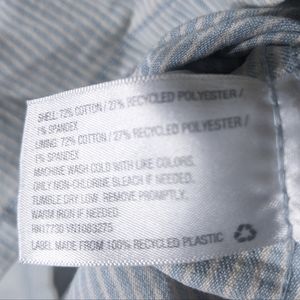 SHELL: 72% COTTON / 27% RECYCLED POLYESTER /
1% SPANDEX
LINING: 72% COTTON / 27% RECYCLED POLYESTER /
1% SPANDEX
MACHINE WASH COLD WITH LIKE COLORS.
ONLY NON-CHLORINE BLEACH IF NEEDED.
TUMBLE DRY LOW. REMOVE PROMPTLY.
WARM IRON IF NEEDED.
RN17730 VN1083275
LABEL MADE FROM 100% RECYCLED PLASTIC